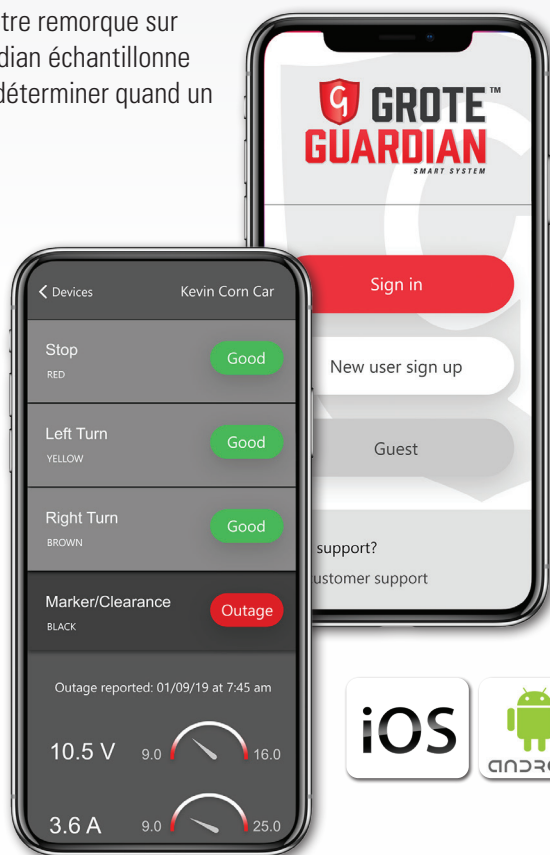 tre remorque sur
dian échantillonne
déterminer quand un
G GROTE™
GUARDIAN
SMART SYSTEM
Sign in
New user sign up
Guest
support?
ustomer support
Devices Kevin Corn Car
Stop Good
RED
Left Turn Good
YELLOW
Right Turn Good
BROWN
Marker/Clearance Outage
BLACK
Outage reported: 01/09/19 at 7:45 am
10.5 V 9.0 16.0
3.6 A 9.0 25.0
iOS